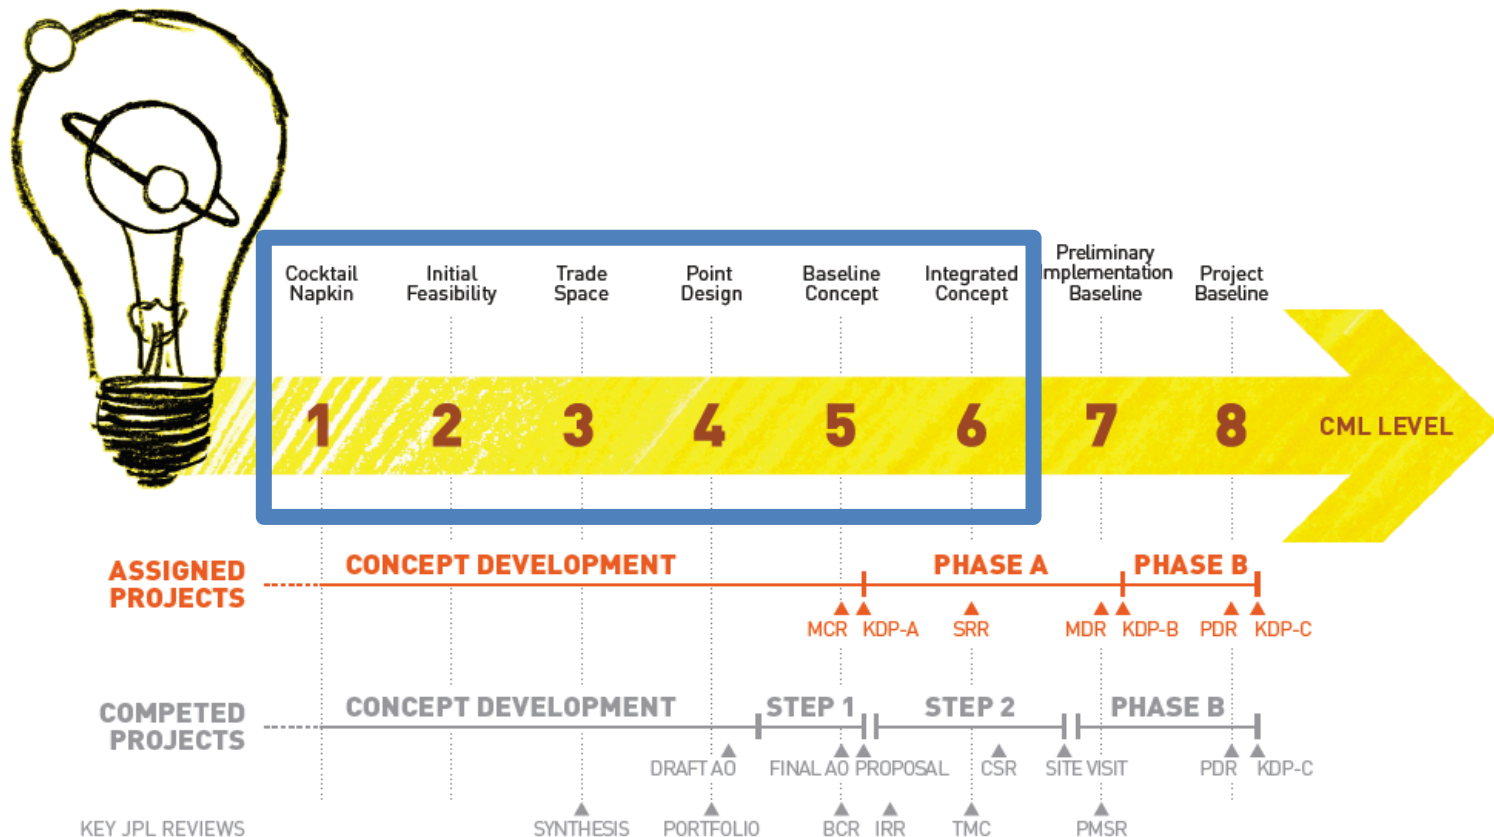 Cocktail
Napkin
Initial
Feasibility
Trade
Space
Point
Design
Baseline
Concept
Integrated
Concept
Preliminary
Implementation
Baseline
Project
Baseline
1 2 3 4 5 6 7 8 CML LEVEL
ASSIGNED
PROJECTS
CONCEPT DEVELOPMENT PHASE A PHASE B
MCR KDP-A SRR MDR KDP-B PDR KDP-C
COMPETED
PROJECTS
CONCEPT DEVELOPMENT STEP 1 STEP 2 PHASE B
DRAFT AO FINAL AO PROPOSAL CSR SITE VISIT PDR KDP-C
KEY JPL REVIEWS SYNTHESIS PORTFOLIO BCR IRR TMC PMSR